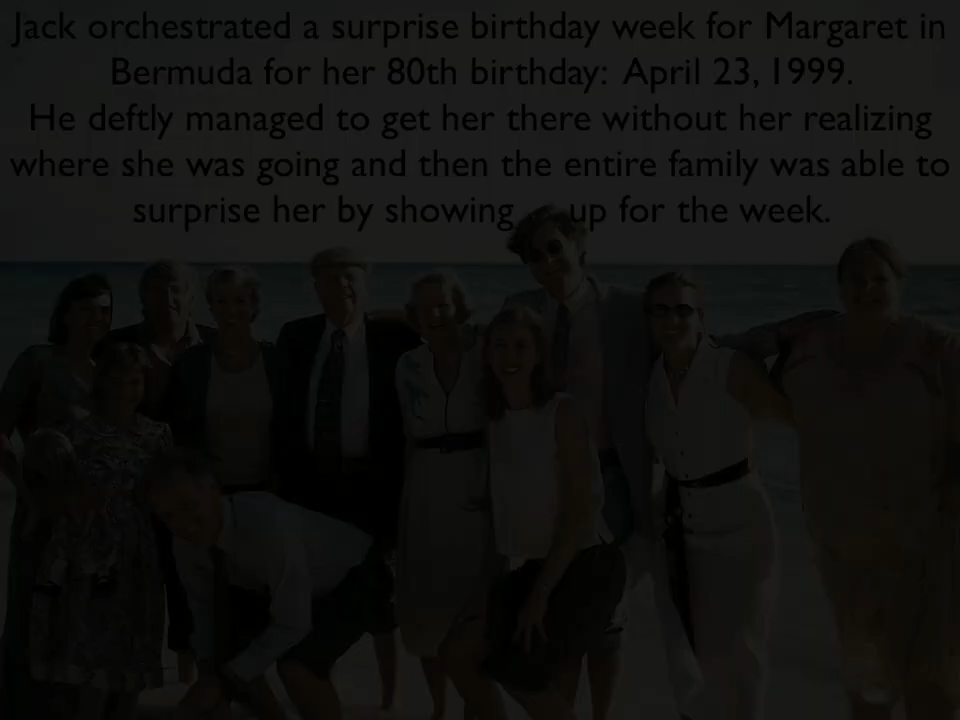 Jack orchestrated a surprise birthday week for Margaret in
Bermuda for her 80th birthday: April 23, 1999.
He deftly managed to get her there without her realizing
where she was going and then the entire family was able to
surprise her by showing up for the week.